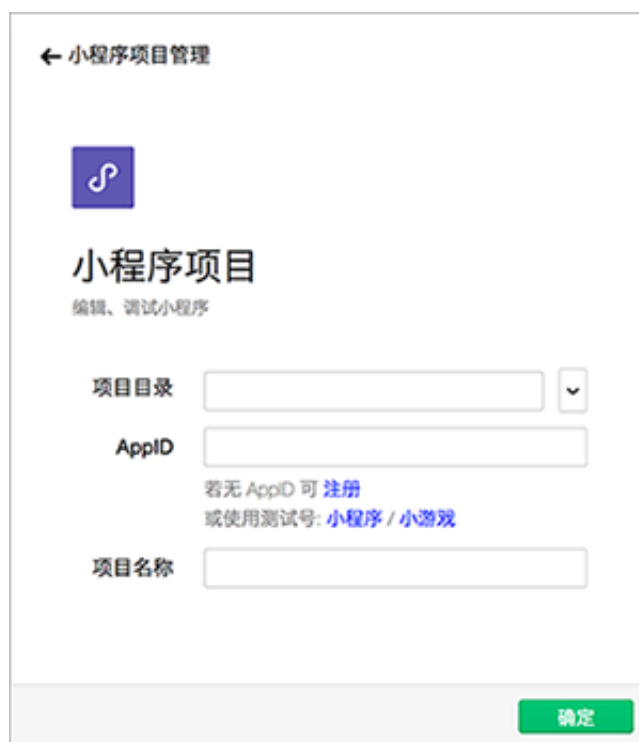 ← 小程序项目管理
小程序项目
编辑、调试小程序
项目目录
AppID
若无 AppID 可 注册
或使用测试号: 小程序 / 小游戏
项目名称
确定